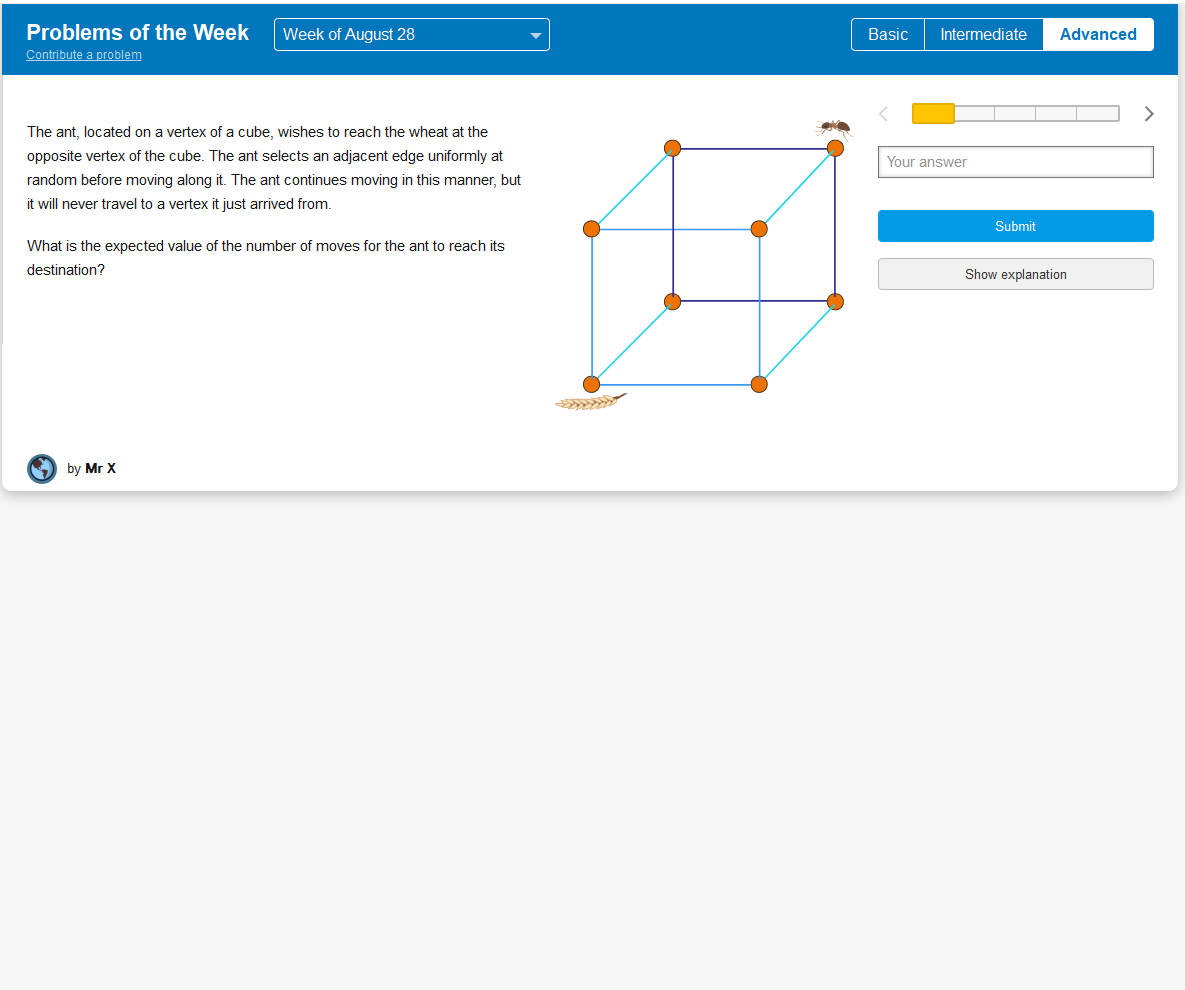 Problems of the Week
Contribute a problem
Week of August 28
Basic
Intermediate
Advanced
The ant, located on a vertex of a cube, wishes to reach the wheat at the
opposite vertex of the cube. The ant selects an adjacent edge uniformly at
random before moving along it. The ant continues moving in this manner, but
it will never travel to a vertex it just arrived from.
What is the expected value of the number of moves for the ant to reach its
destination?
Your answer
Submit
Show explanation
by Mr X